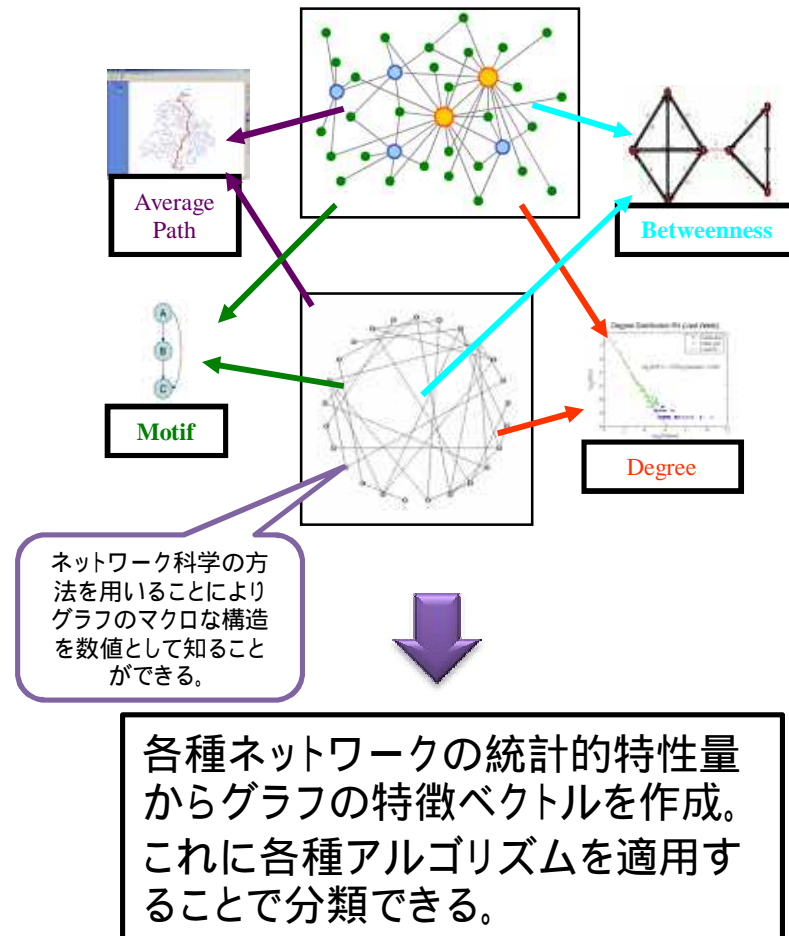 Average
Path
Betweenness
A
B
C
Motif
Degree
ネットワーク科学の方
法を用いることにより
グラフのマクロな構造
を数値として知ること
ができる。
各種ネットワークの統計的特性量
からグラフの特徴ベクトルを作成。
これに各種アルゴリズムを適用す
ることで分類できる。